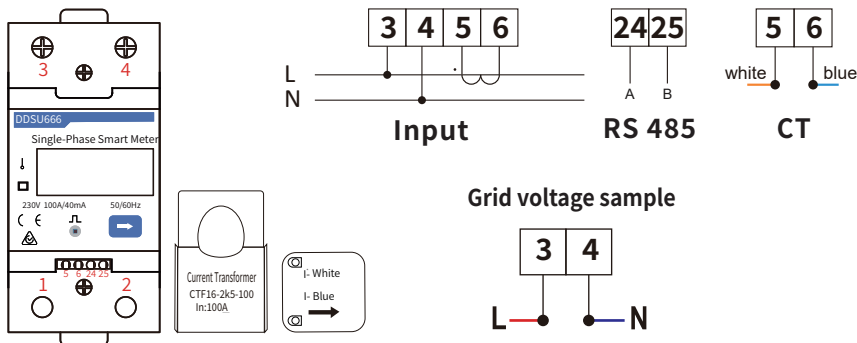 3 4
DDSU666
Single-Phase Smart Meter
230V 100A/40mA 50/60Hz
CE
5 6 24 25
1 2
Current Transformer
CTF16-2k5-100
In:100A
I- White
I- Blue
3 4 5 6
L
N
Input
24 25
A B
RS 485
5 6
white blue
CT
Grid voltage sample
3 4
L N